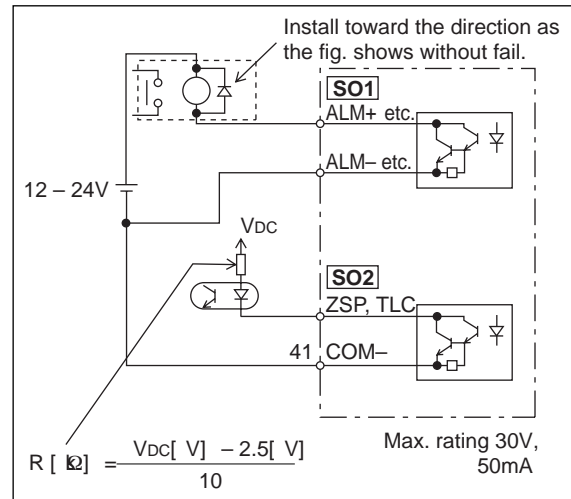 Install toward the direction as
the fig. shows without fail.
SO1
ALM+ etc.
ALM– etc.
12 – 24V
VDC
SO2
ZSP, TLC
41 COM–
Max. rating 30V,
50mA
R [kΩ] = VDC[ V] – 2.5[ V]
10